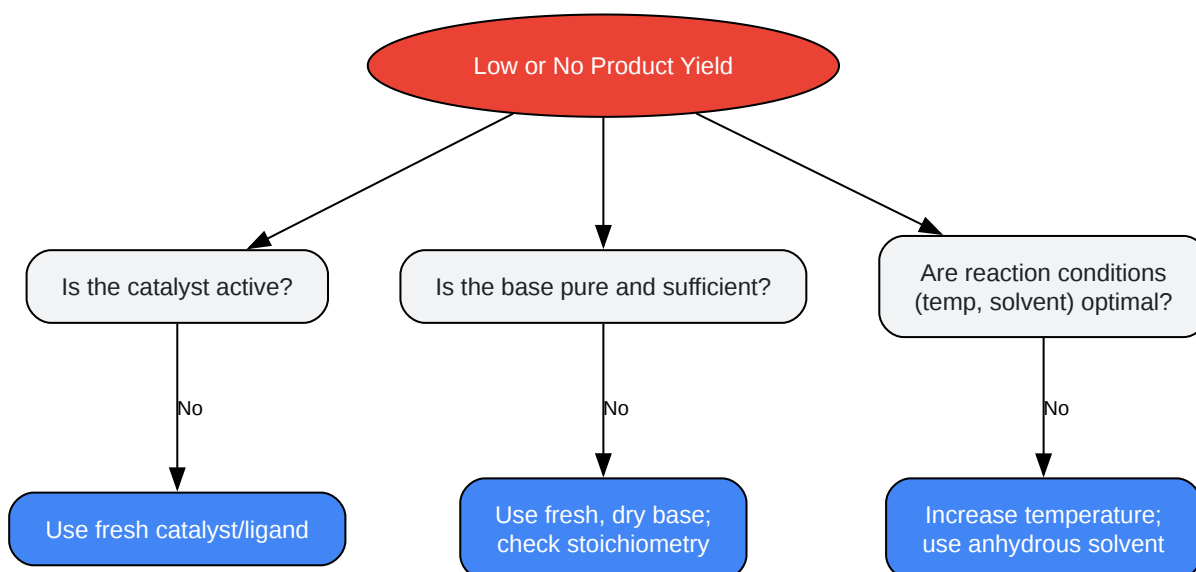 Low or No Product Yield
Is the catalyst active?
Is the base pure and sufficient?
Are reaction conditions
(temp, solvent) optimal?
No
No
No
Use fresh catalyst/ligand
Use fresh, dry base;
check stoichiometry
Increase temperature;
use anhydrous solvent